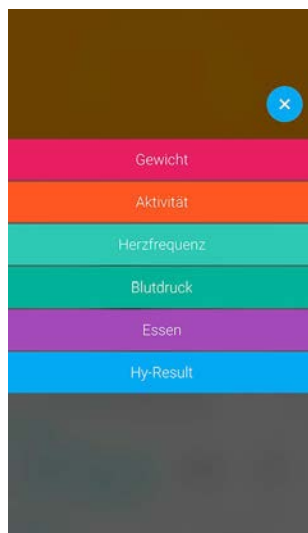 Gewicht
Aktivität
Herzfrequenz
Blutdruck
Essen
Hy-Result